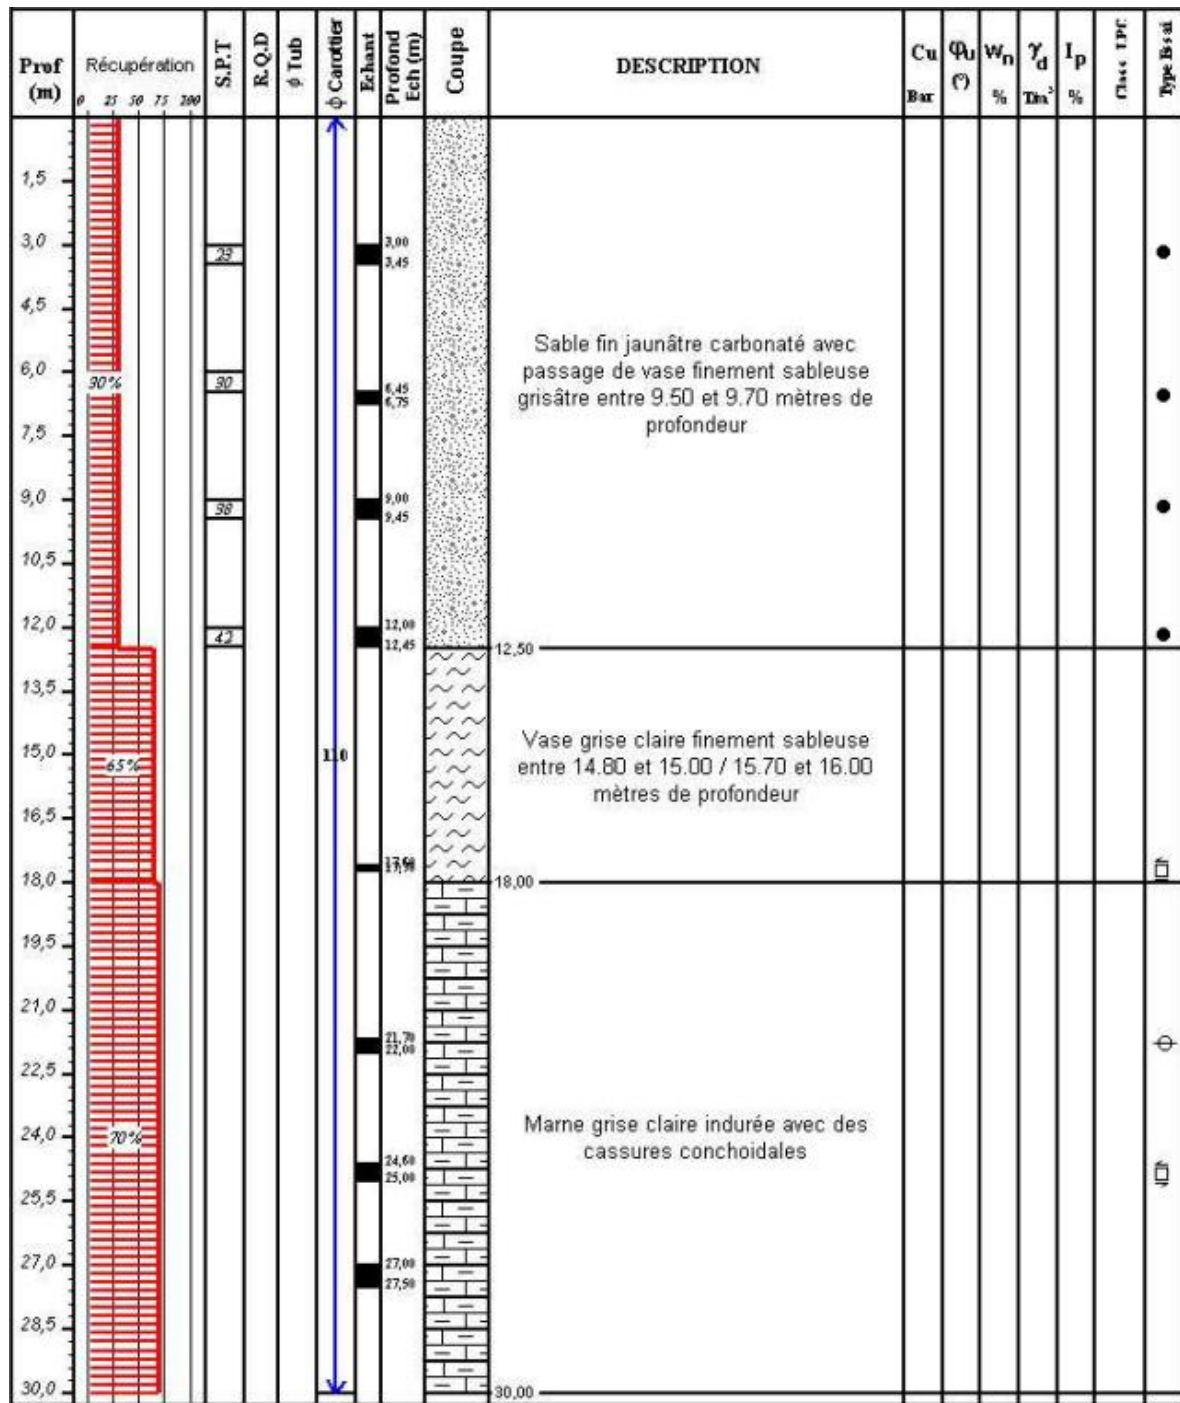 Prof (m)
Récupération
0 25 50 75 100
S.P.T
R.Q.D
ϕ Tub
ϕ Carottier
Echant
Profond Ech (m)
Coupe
DESCRIPTION
Cu Bar
φu (°)
Wn %
γd T/m³
Ip %
Type Essai
1,5
3,0
23
3,00
3,45
4,5
6,0
30%
30
6,45
6,75
Sable fin jaunâtre carbonaté avec
passage de vase finement sableuse
grisâtre entre 9.50 et 9.70 mètres de
profondeur
7,5
9,0
38
9,00
9,45
10,5
12,0
42
12,00
12,45
12,50
13,5
15,0
65%
110
Vase grise claire finement sableuse
entre 14.80 et 15.00 / 15.70 et 16.00
mètres de profondeur
16,5
18,0
18,00
19,5
21,0
21,70
22,00
22,5
24,0
70%
Marne grise claire indurée avec des
cassures conchoidales
24,60
25,00
25,5
27,0
27,00
27,50
28,5
30,0
30,00